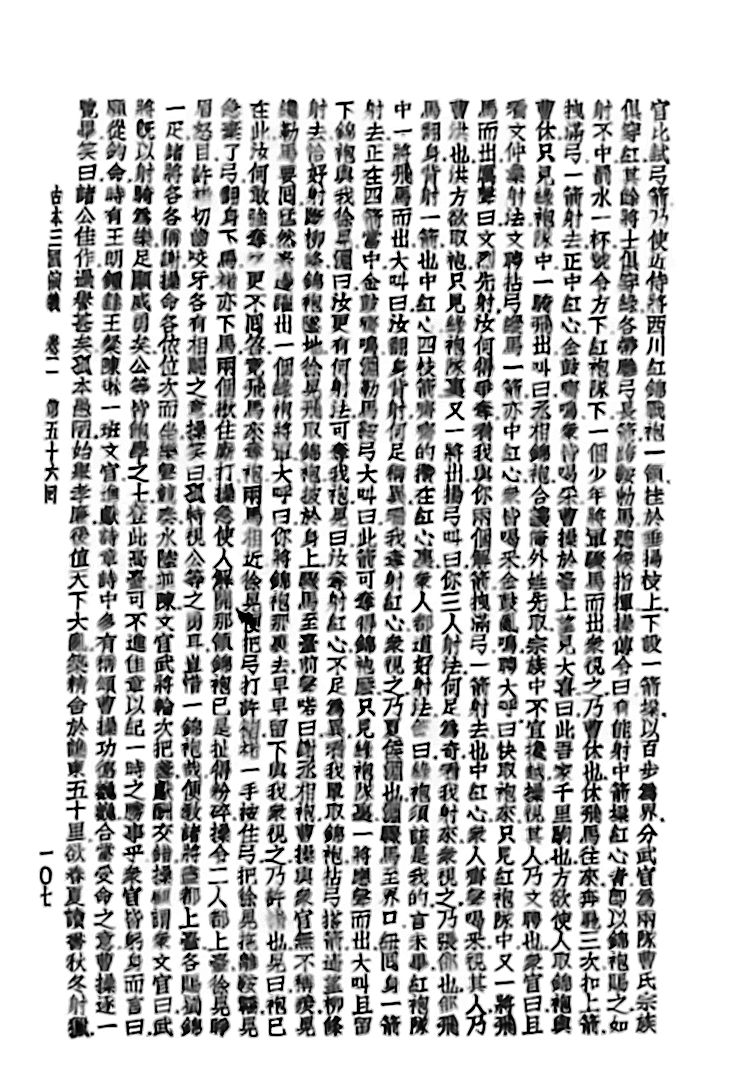 官比試弓箭乃使近侍將西川紅錦戰袍一領挂於垂楊枝上下設一箭垛以百步為界分武官為兩隊曹氏宗族
俱穿紅其餘將士俱穿綠各帶雕弓長箭跨鞍勒馬聽候指揮操傳令曰有能射中箭垛紅心者即以錦袍賜之如
射不中罰水一杯號令方下紅袍隊下一個少年將軍驟馬而出衆視之乃曹休也休飛馬往來奔馳三次扣上箭
拽滿弓一箭射去正中紅心金鼓齊鳴衆皆喝采曹操於臺上望見大喜曰此吾家千里駒也方欲使人取錦袍與
曹休只見綠袍隊中一騎飛出叫曰丞相錦袍合讓俺外姓先取宗族中不宜攙越操視其人乃文聘也衆官曰且
看文仲業射法文聘拈弓縱馬一箭亦中紅心衆皆喝采金鼓亂鳴聘大呼曰快取袍來只見紅袍隊中又一將飛
馬而出厲聲曰文烈先射汝何得爭奪看我與你兩個解箭拽滿弓一箭射去也中紅心衆人齊聲喝采視其人乃
曹洪也洪方欲取袍只見綠袍隊裏又一將出揚弓叫曰你三人射法何足為奇看我射來衆視之乃張郃也郃飛
馬翻身背射一箭也中紅心四枝箭齊齊的攢在紅心裏衆人都道好射法郃曰錦袍須該是我的言未畢紅袍隊
中一將飛馬而出大叫曰汝翻身背射何足稱異看我奪射紅心衆視之乃夏侯淵也淵驟馬至界口紐回身一箭
射去正在四箭當中金鼓齊鳴淵勒馬按弓大叫曰此箭可奪得錦袍麼只見綠袍隊裏一將應聲而出大叫且留
下錦袍與我徐晃淵曰汝更有何射法可奪我袍晃曰汝奪射紅心不足為異看我單取錦袍拈弓搭箭遙望柳條
射去恰好射斷柳條錦袍墜地徐晃飛取錦袍披於身上驟馬至臺前聲喏曰謝丞相袍曹操與衆官無不稱羨晃
纔勒馬要回猛然臺邊躍出一個綠袍將軍大呼曰你將錦袍那裏去早早留下與我衆視之乃許褚也晃曰袍已
在此汝何敢強奪褚更不回答竟飛馬來奪袍兩馬相近徐晃便把弓打許褚褚一手按住弓把徐晃拖離鞍鞽晃
急棄了弓翻身下馬褚亦下馬兩個揪住廝打操急使人解開那領錦袍已是扯得粉碎操令二人都上臺徐晃睜
眉怒目許褚切齒咬牙各有相鬬之意操笑曰孤特視公等之勇耳豈惜一錦袍哉便教諸將盡都上臺各賜蜀錦
一疋諸將各各稱謝操命各依位次而坐樂聲競奏水陸並陳文官武將輪次把盞獻酬交錯操顧謂衆文官曰武
將既以射騎為樂足顯威勇矣公等皆飽學之士登此高臺可不進佳章以紀一時之勝事乎衆官皆躬身而言曰
願從鈞命時有王朗鍾繇王粲陳琳一班文官進獻詩章詩中多有稱頌曹操功德巍巍合當受命之意曹操逐一
覽畢笑曰諸公佳作過譽甚矣孤本愚陋始舉孝廉後值天下大亂築精舍於譙東五十里欲春夏讀書秋冬射獵
古本三國演義 卷二 第五十六回
一〇七